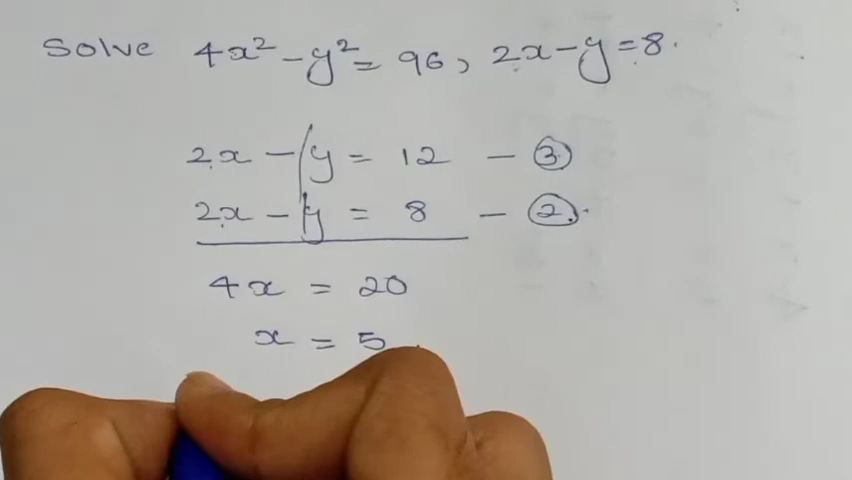 Solve 4x² - y² = 96, 2x - y = 8.
2x - y = 12 - ③
2x - y = 8 - ②.
4x = 20
x = 5